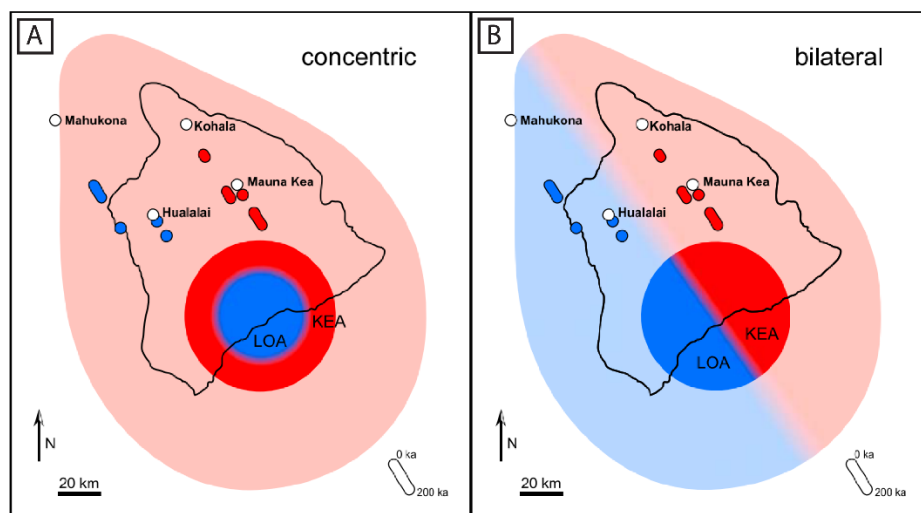 A
concentric
Mahukona
Kohala
Mauna Kea
Hualalai
KEA
LOA
N
20 km
0 ka
200 ka
B
bilateral
Mahukona
Kohala
Mauna Kea
Hualalai
KEA
LOA
N
20 km
0 ka
200 ka